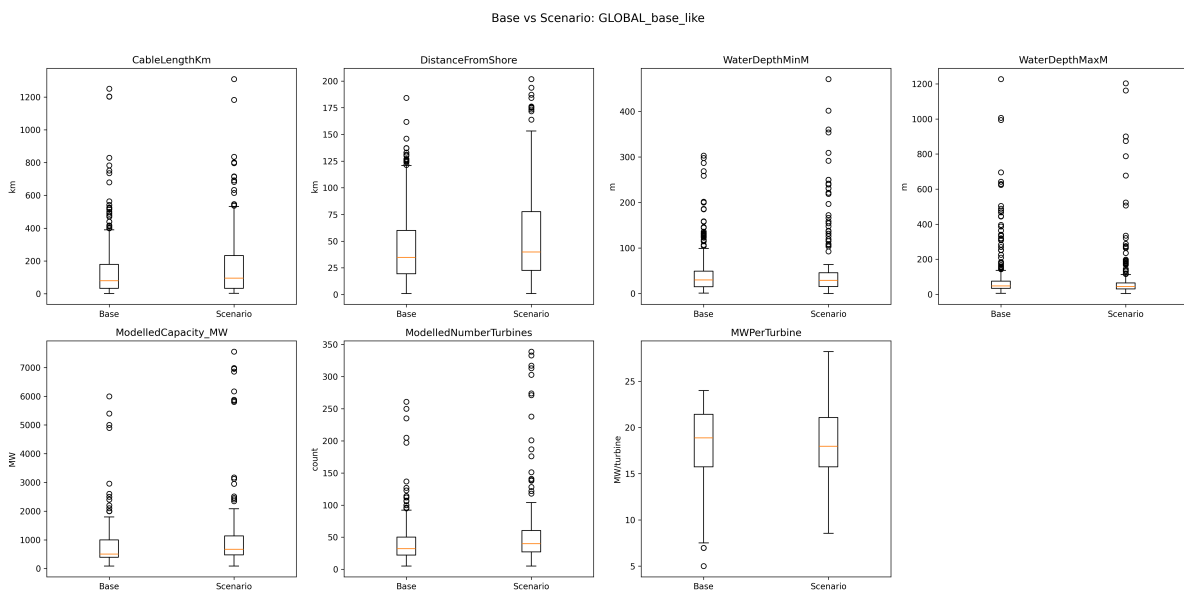 Base vs Scenario: GLOBAL_base_like
CableLengthKm
km
1200
1000
800
600
400
200
0
Base
Scenario
DistanceFromShore
km
200
175
150
125
100
75
50
25
0
Base
Scenario
WaterDepthMinM
m
400
300
200
100
0
Base
Scenario
WaterDepthMaxM
m
1200
1000
800
600
400
200
0
Base
Scenario
ModelledCapacity_MW
MW
7000
6000
5000
4000
3000
2000
1000
0
Base
Scenario
ModelledNumberTurbines
count
350
300
250
200
150
100
50
0
Base
Scenario
MWPerTurbine
MW/turbine
25
20
15
10
5
Base
Scenario